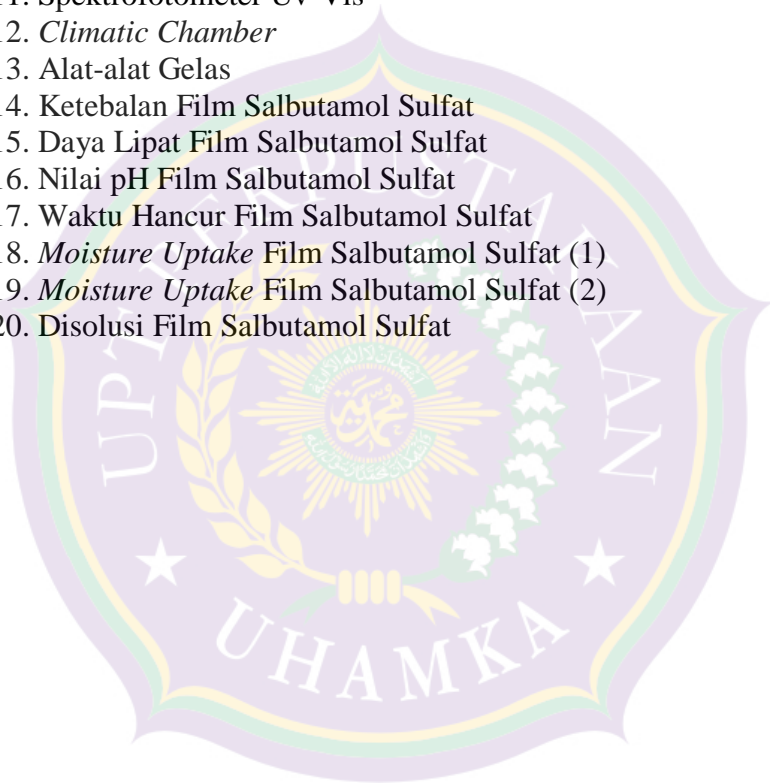 11. Spektrofotometer UV-Vis
12. Climatic Chamber
13. Alat-alat Gelas
14. Ketebalan Film Salbutamol Sulfat
15. Daya Lipat Film Salbutamol Sulfat
16. Nilai pH Film Salbutamol Sulfat
17. Waktu Hancur Film Salbutamol Sulfat
18. Moisture Uptake Film Salbutamol Sulfat (1)
19. Moisture Uptake Film Salbutamol Sulfat (2)
20. Disolusi Film Salbutamol Sulfat
UPT PERPUSTAKAAN
UHAMKA